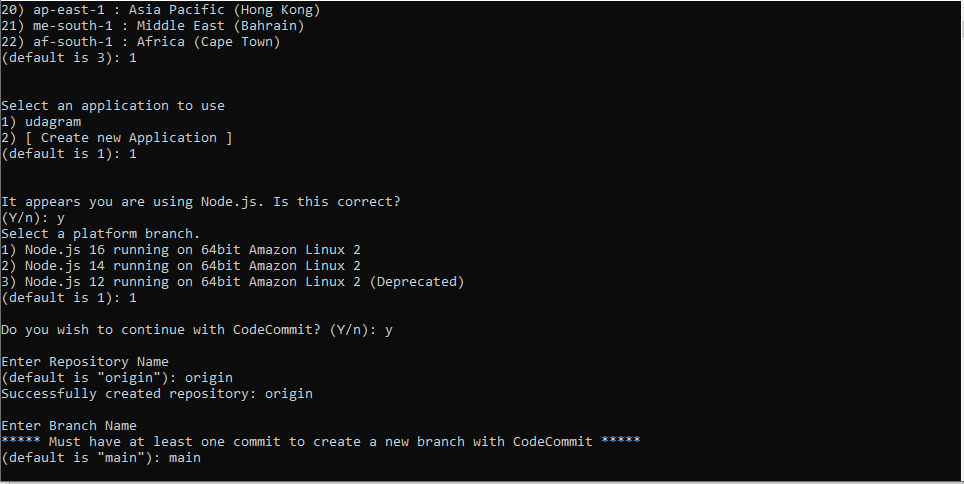 20) ap-east-1 : Asia Pacific (Hong Kong)
21) me-south-1 : Middle East (Bahrain)
22) af-south-1 : Africa (Cape Town)
(default is 3): 1
Select an application to use
1) udagram
2) [ Create new Application ]
(default is 1): 1
It appears you are using Node.js. Is this correct?
(Y/n): y
Select a platform branch.
1) Node.js 16 running on 64bit Amazon Linux 2
2) Node.js 14 running on 64bit Amazon Linux 2
3) Node.js 12 running on 64bit Amazon Linux 2 (Deprecated)
(default is 1): 1
Do you wish to continue with CodeCommit? (Y/n): y
Enter Repository Name
(default is "origin"): origin
Successfully created repository: origin
Enter Branch Name
***** Must have at least one commit to create a new branch with CodeCommit *****
(default is "main"): main